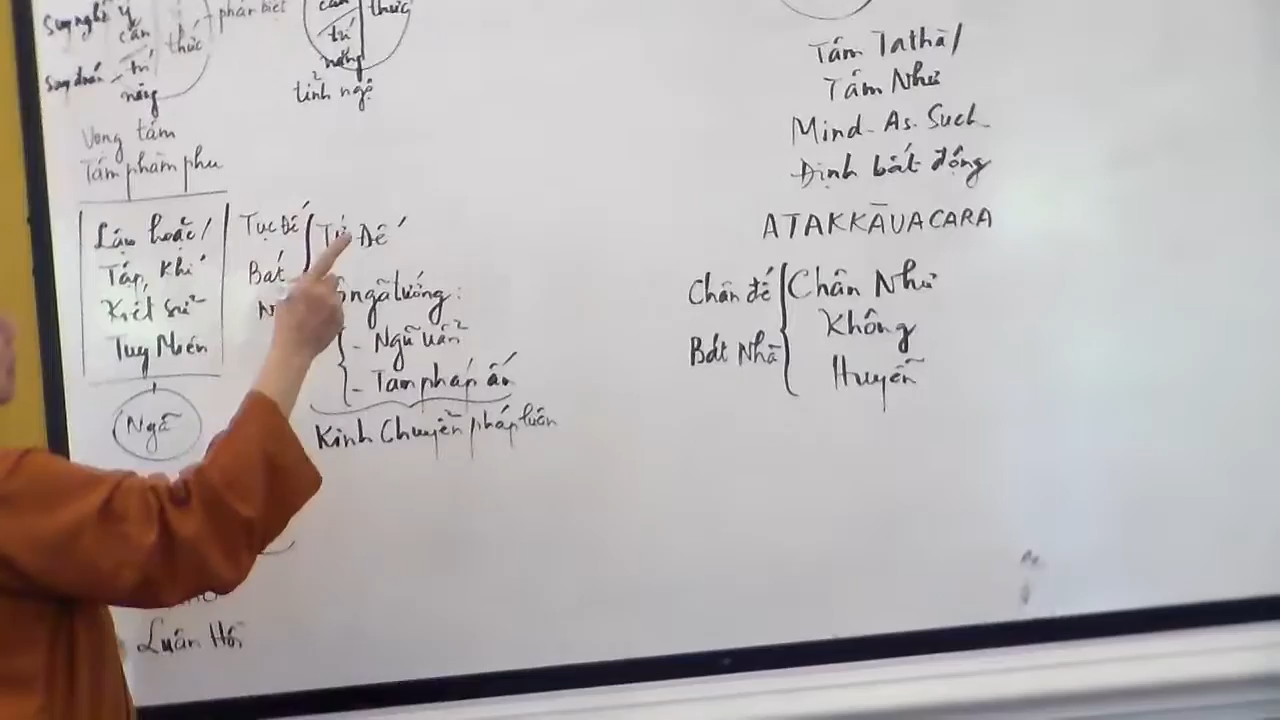 Suy nghĩ ý
căn
thức
phân biệt
Suy đoán trí
năng
Vọng tâm
Tâm phàm phu
căn thức
trí
năng
tỉnh ngộ
Lậu hoặc/
Tập, Khí
Kiết sử
Tùy Miên
Ngã
Luân Hồi
Tục Đế
Bát
Tứ Đế
ngã tướng:
- Ngũ uẩn
- Tam pháp ấn
Kinh Chuyển pháp luân
Tâm Tathā/
Tâm Như
Mind-As-Such
Định bất động
ATAKKĀVACARA
Chân đế
Bát Nhã
Chân Như
Không
Huyễn